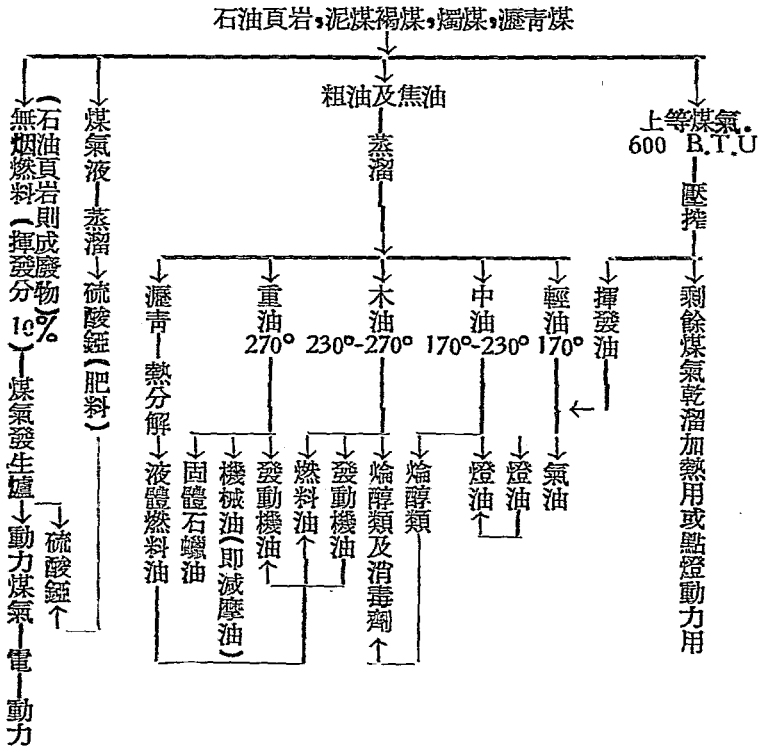 石油頁岩,泥煤褐煤,燭煤,瀝青煤
上等煤氣.
600 B.T.U
壓搾
剩餘煤氣乾溜加熱用或點燈動力用
揮發油
粗油及焦油
蒸溜
輕油
170°
氣油
中油
170°-230°
燈油
燈油
焀醇類
木油
230°-270°
焀醇類及消毒劑
發動機油
燃料油
重油
270°
發動機油
機械油(即减摩油)
固體石蠟油
瀝青
熱分解
液體燃料油
煤氣液
蒸溜
硫酸錏(肥料)
(石油頁岩則成廢物)
無烟燃料(揮發分10%)
煤氣發生爐
硫酸錏
動力煤氣
電
動力